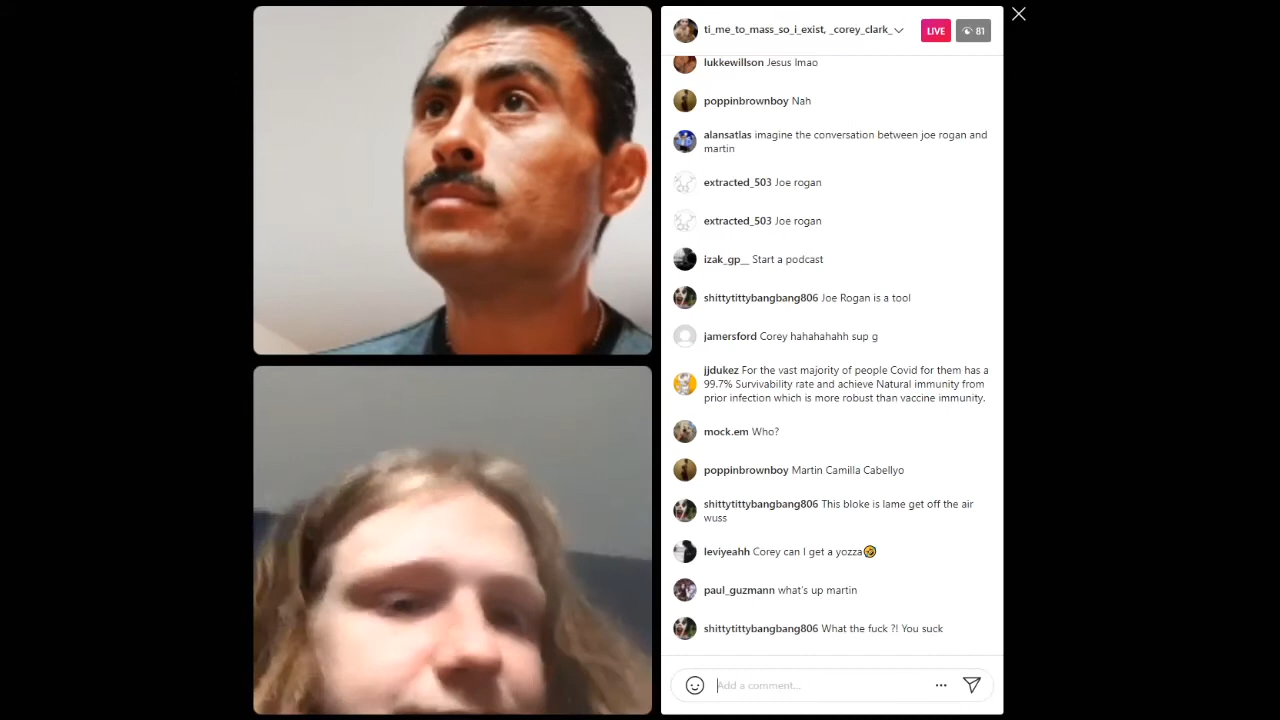 ti_me_to_mass_so_i_exist, _corey_clark_
LIVE
81
lukkewillson Jesus lmao
poppinbrownboy Nah
alansatlas imagine the conversation between joe rogan and
martin
extracted_503 Joe rogan
extracted_503 Joe rogan
izak_gp__ Start a podcast
shittytittybangbang806 Joe Rogan is a tool
jamersford Corey hahahahahh sup g
jjdukez For the vast majority of people Covid for them has a
99.7% Survivability rate and achieve Natural immunity from
prior infection which is more robust than vaccine immunity.
mock.em Who?
poppinbrownboy Martin Camilla Cabellyo
shittytittybangbang806 This bloke is lame get off the air
wuss
leviyeahh Corey can I get a yozza🤣
paul_guzmann what's up martin
shittytittybangbang806 What the fuck ?! You suck
Add a comment...